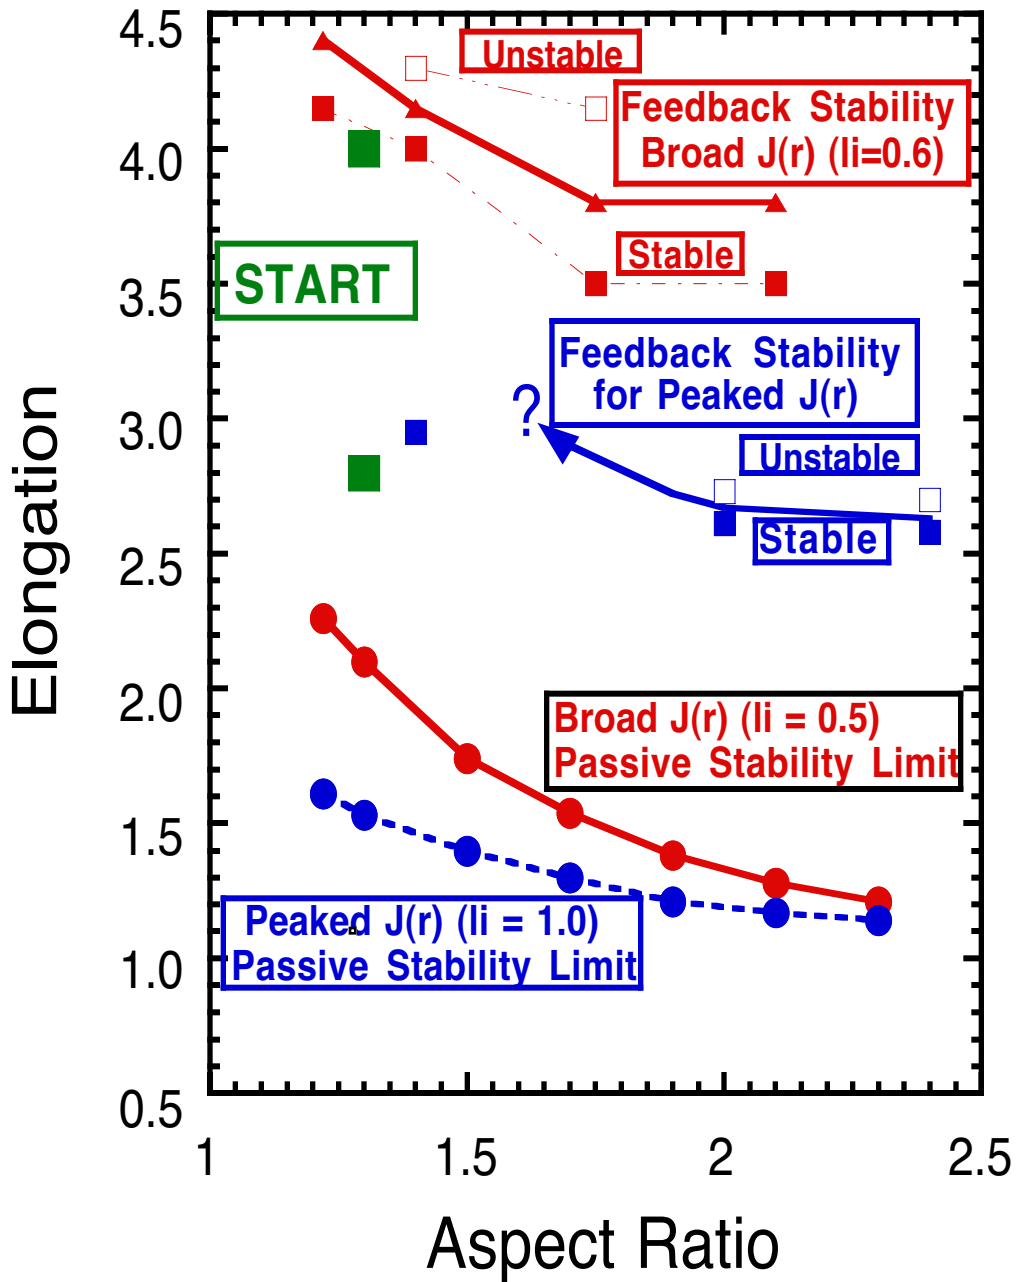 4.5
Unstable
Feedback Stability
Broad J(r) (li=0.6)
4.0
Stable
START
3.5
Feedback Stability
for Peaked J(r)
?
3.0
Unstable
Stable
2.5
Elongation
2.0
Broad J(r) (li = 0.5)
Passive Stability Limit
1.5
Peaked J(r) (li = 1.0)
Passive Stability Limit
1.0
0.5
1 1.5 2 2.5
Aspect Ratio